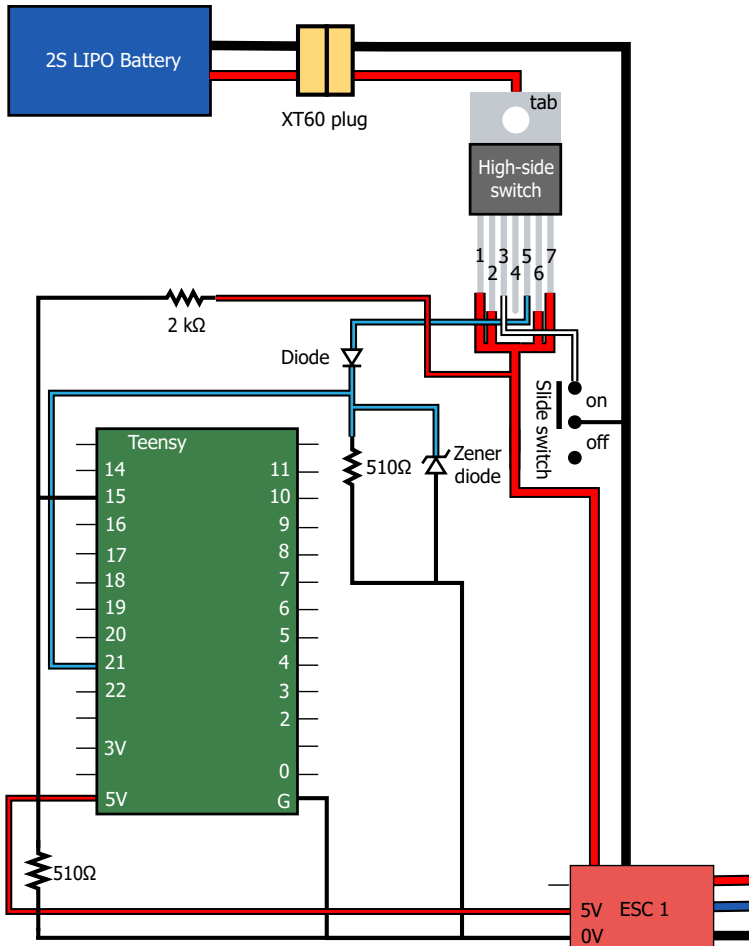 2S LIPO Battery
XT60 plug
tab
High-side
switch
1
2
3
4
5
6
7
2 kΩ
Diode
Slide switch
on
off
Teensy
14
15
16
17
18
19
20
21
22
3V
5V
11
10
9
8
7
6
5
4
3
2
0
G
510Ω
Zener
diode
510Ω
5V
ESC 1
0V